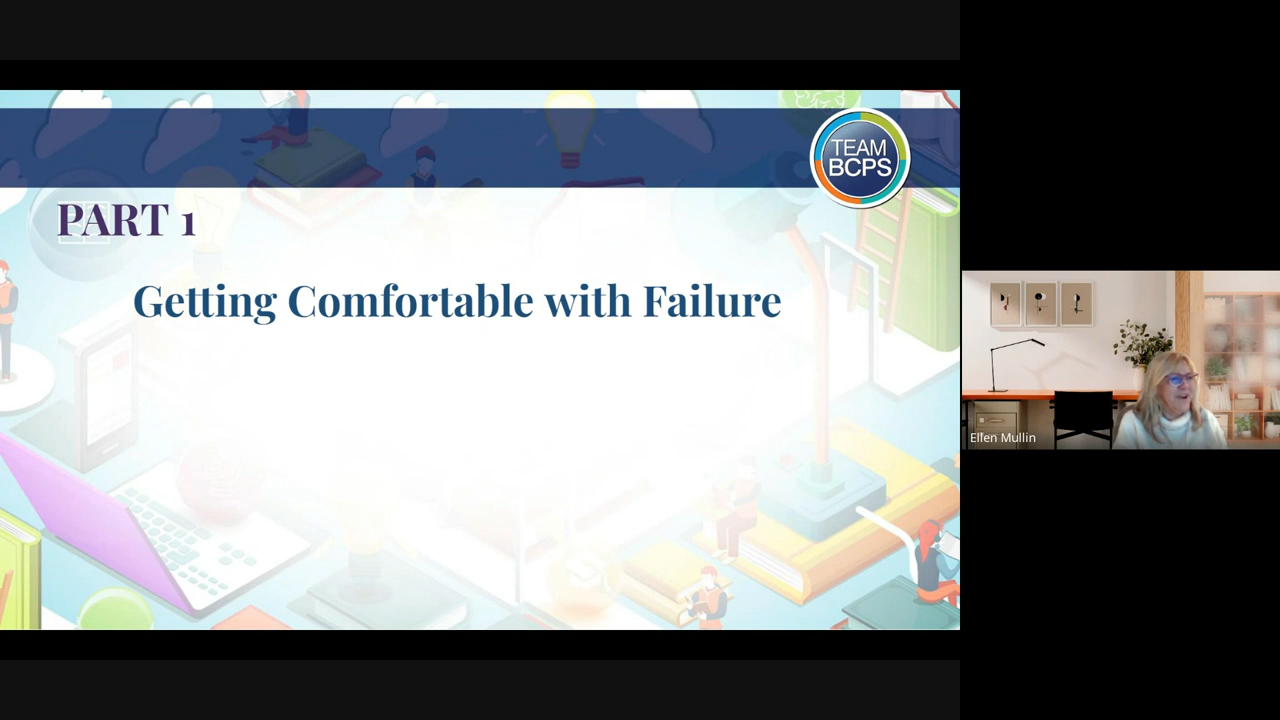 TEAM
BCPS
PART 1
Getting Comfortable with Failure
Ellen Mullin